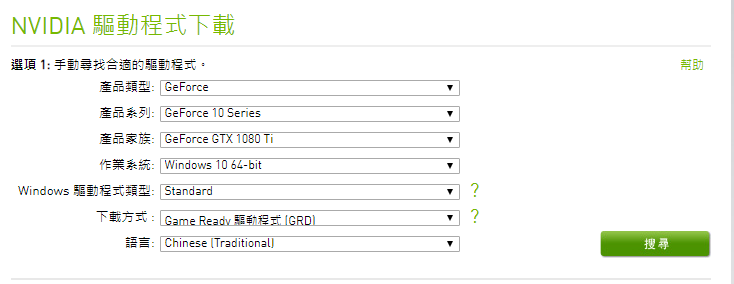 NVIDIA 驅動程式下載
選項 1: 手動尋找合適的驅動程式。 幫助
產品類型: GeForce
產品系列: GeForce 10 Series
產品家族: GeForce GTX 1080 Ti
作業系統: Windows 10 64-bit
Windows 驅動程式類型: Standard ?
下載方式 : Game Ready 驅動程式 (GRD) ?
語言: Chinese (Traditional) 搜尋